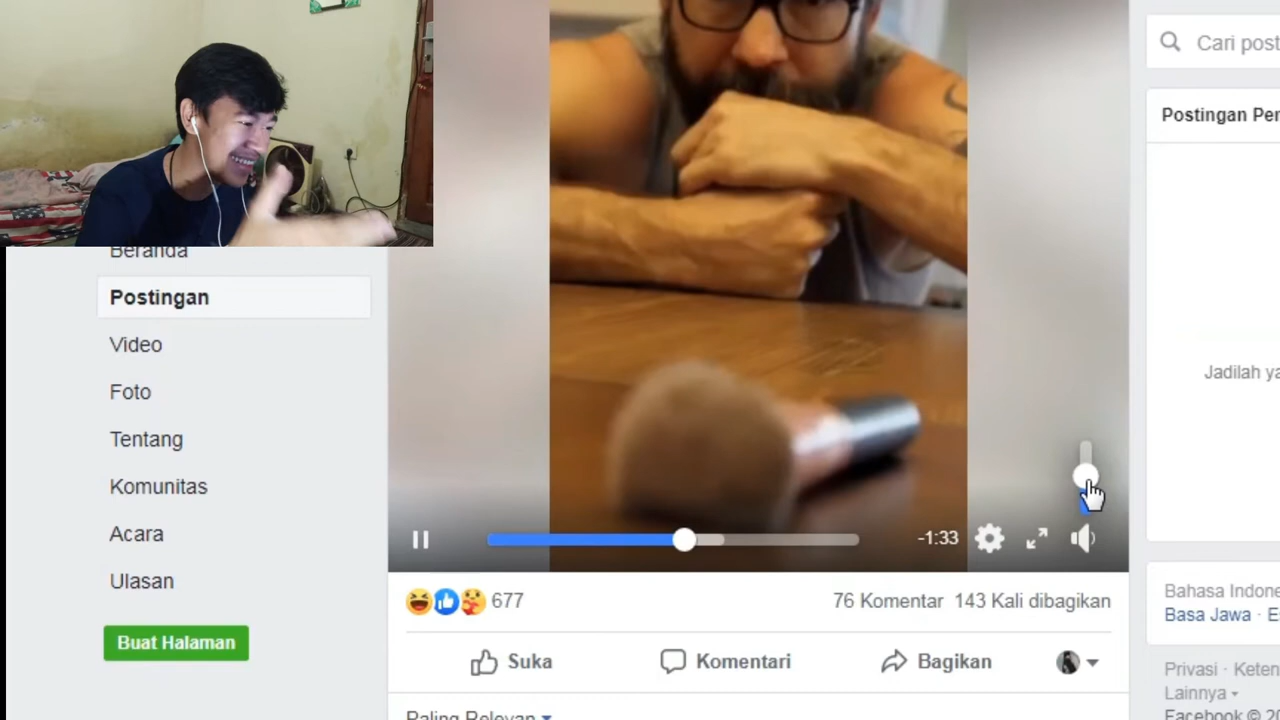 Cari post
Postingan Per
Beranda
Postingan
Video
Foto
Tentang
Komunitas
Acara
Ulasan
Buat Halaman
-1:33
677
76 Komentar 143 Kali dibagikan
Suka
Komentari
Bagikan
Paling Relevan
Jadilah ya
Bahasa Indone
Basa Jawa · E
Privasi · Keten
Lainnya
Facebook © 20